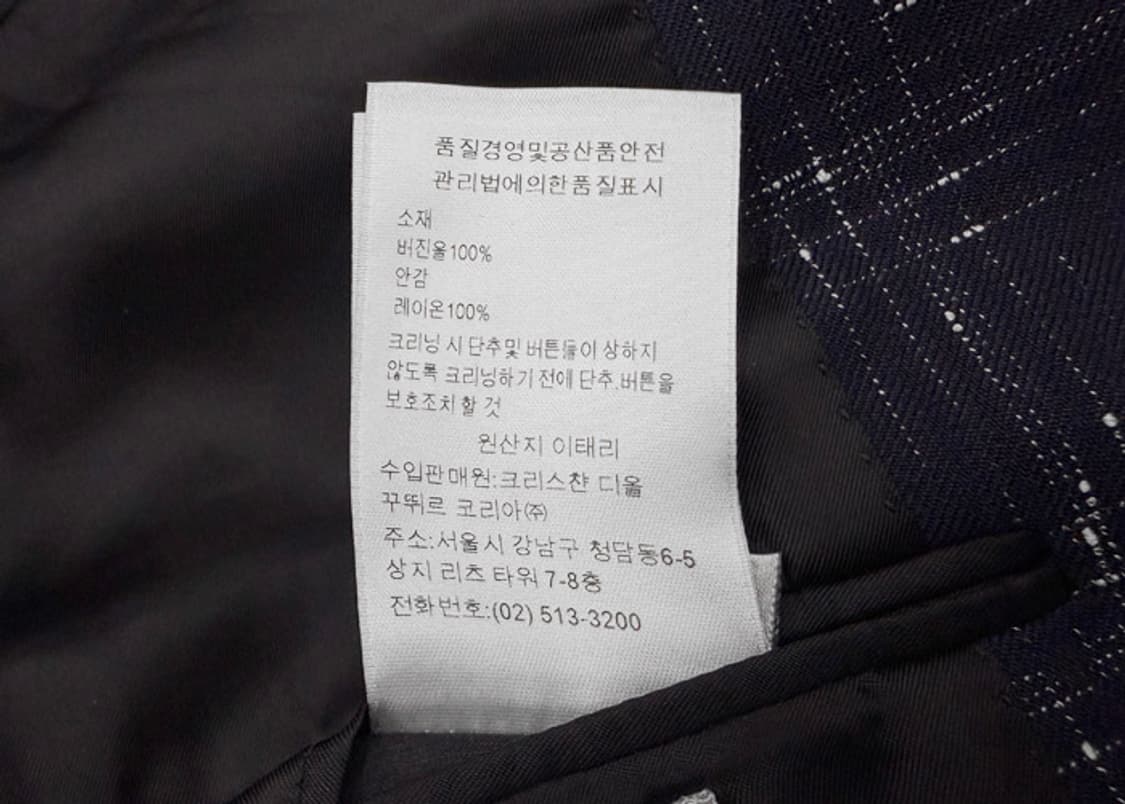 품질경영및공산품안전
관리법에의한품질표시
소재
버진울100%
안감
레이온100%
크리닝 시 단추및 버튼들이 상하지
않도록 크리닝하기 전에 단추.버튼을
보호조치 할 것
원산지 이태리
수입판매원:크리스챤 디올
꾸뛰르 코리아㈜
주소:서울시 강남구 청담동6-5
상지 리츠 타워 7-8층
전화번호:(02) 513-3200